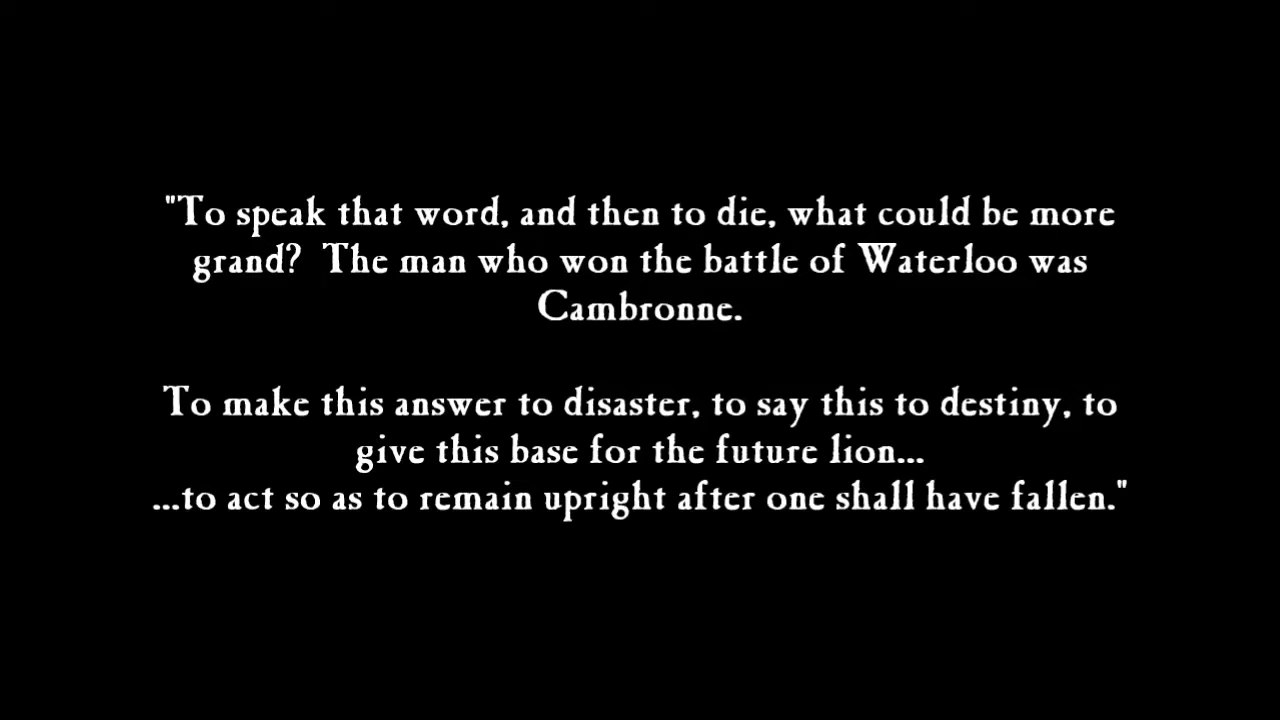 "To speak that word, and then to die, what could be more
grand?  The man who won the battle of Waterloo was
Cambronne.
To make this answer to disaster, to say this to destiny, to
give this base for the future lion...
...to act so as to remain upright after one shall have fallen."